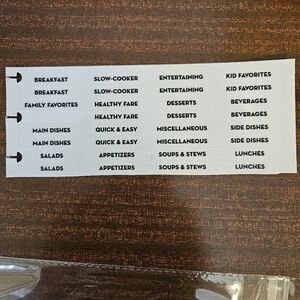 BREAKFAST SLOW-COOKER ENTERTAINING KID FAVORITES
BREAKFAST SLOW-COOKER ENTERTAINING KID FAVORITES
FAMILY FAVORITES HEALTHY FARE DESSERTS BEVERAGES
HEALTHY FARE DESSERTS BEVERAGES
MAIN DISHES QUICK & EASY MISCELLANEOUS SIDE DISHES
MAIN DISHES QUICK & EASY MISCELLANEOUS SIDE DISHES
SALADS APPETIZERS SOUPS & STEWS LUNCHES
SALADS APPETIZERS SOUPS & STEWS LUNCHES